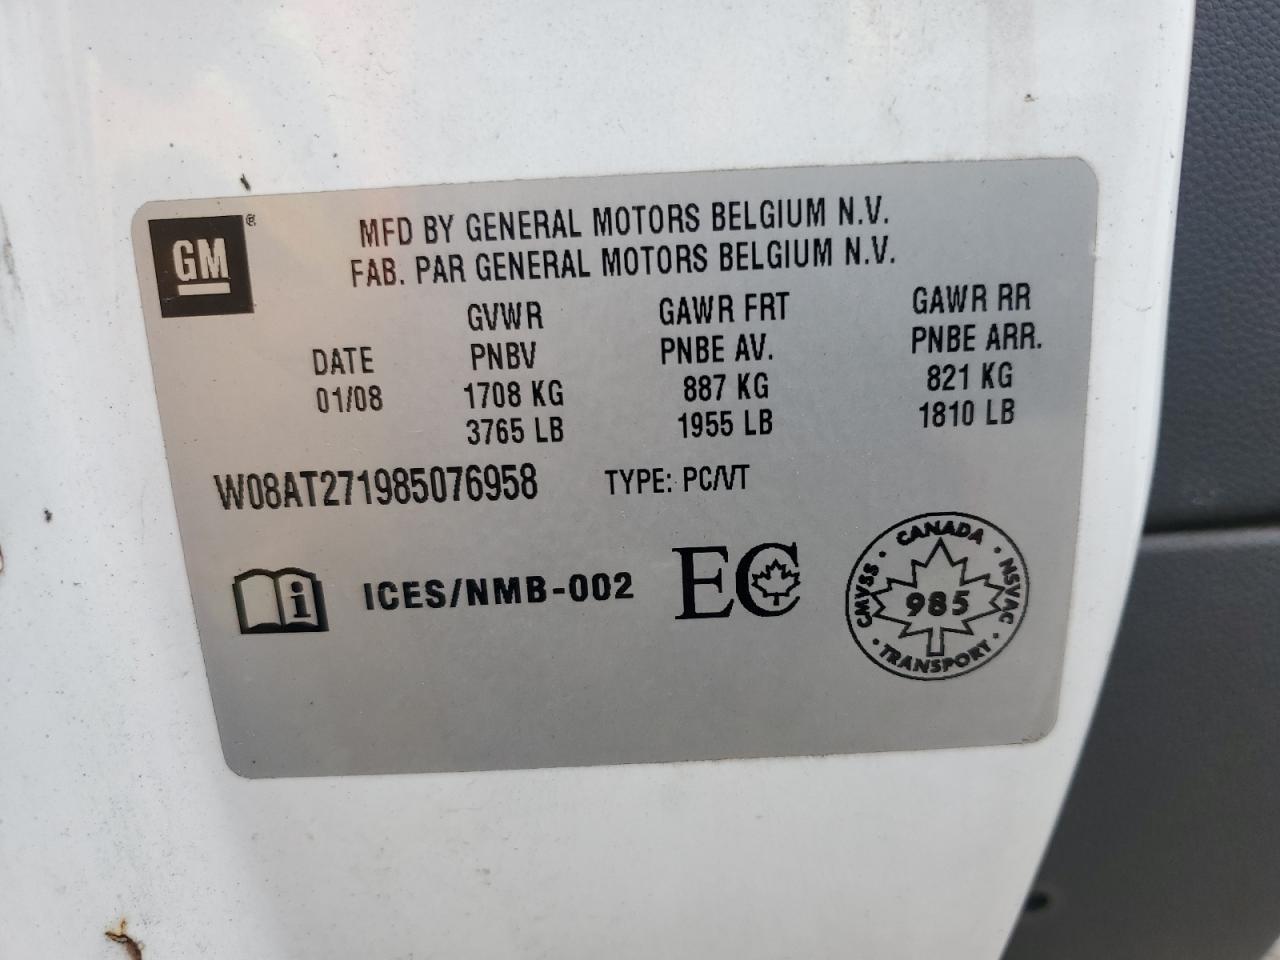 GM ®
MFD BY GENERAL MOTORS BELGIUM N.V.
FAB. PAR GENERAL MOTORS BELGIUM N.V.
GVWR GAWR FRT GAWR RR
DATE PNBV PNBE AV. PNBE ARR.
01/08 1708 KG 887 KG 821 KG
3765 LB 1955 LB 1810 LB
W08AT271985076958 TYPE: PC/VT
i ICES/NMB-002 EC
CANADA · NSVAC · TRANSPORT · CMVSS ·
985